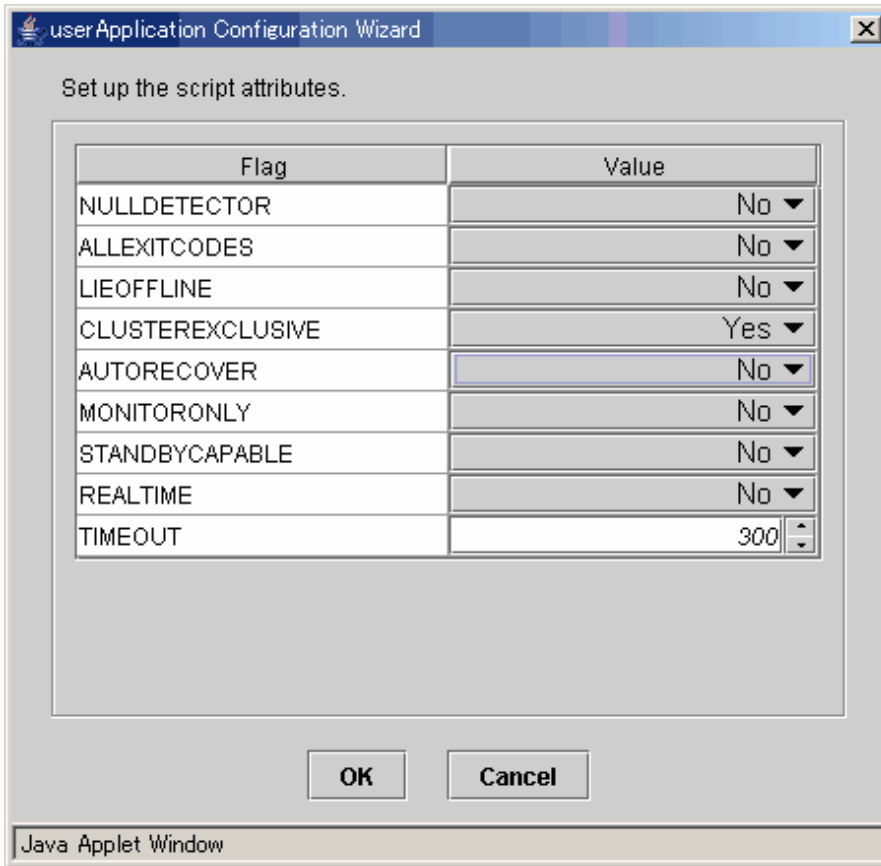 userApplication Configuration Wizard
Set up the script attributes.
Flag Value
NULLDETECTOR No
ALLEXITCODES No
LIEOFFLINE No
CLUSTEREXCLUSIVE Yes
AUTORECOVER No
MONITORONLY No
STANDBYCAPABLE No
REALTIME No
TIMEOUT 300
OK Cancel
Java Applet Window